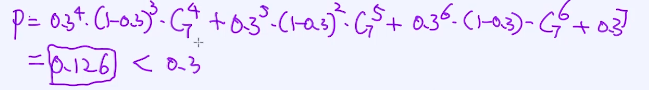 P = 0.3⁴·(1-0.3)³·C₇⁴ + 0.3⁵·(1-0.3)²·C₇⁵ + 0.3⁶·(1-0.3)-C₇⁶ + 0.3⁷
= 0.126 < 0.3